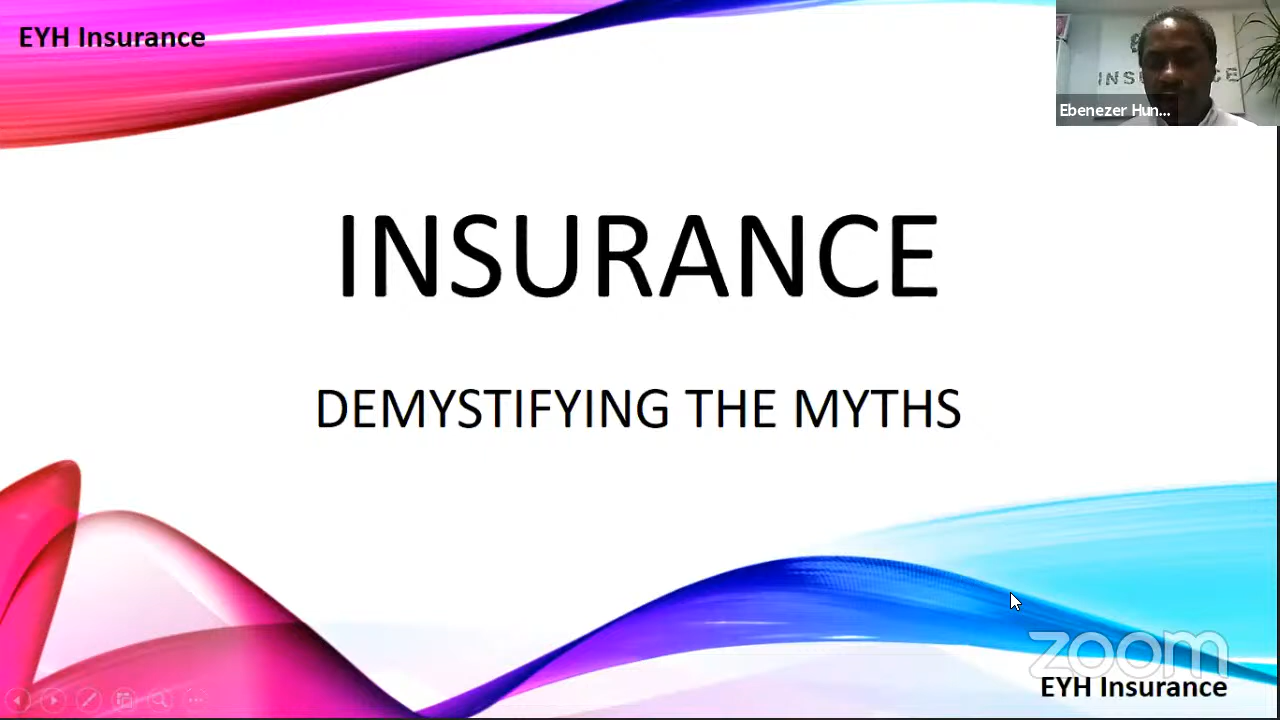 EYH Insurance
Ebenezer Hun...
INSURANCE
DEMYSTIFYING THE MYTHS
zoom
EYH Insurance